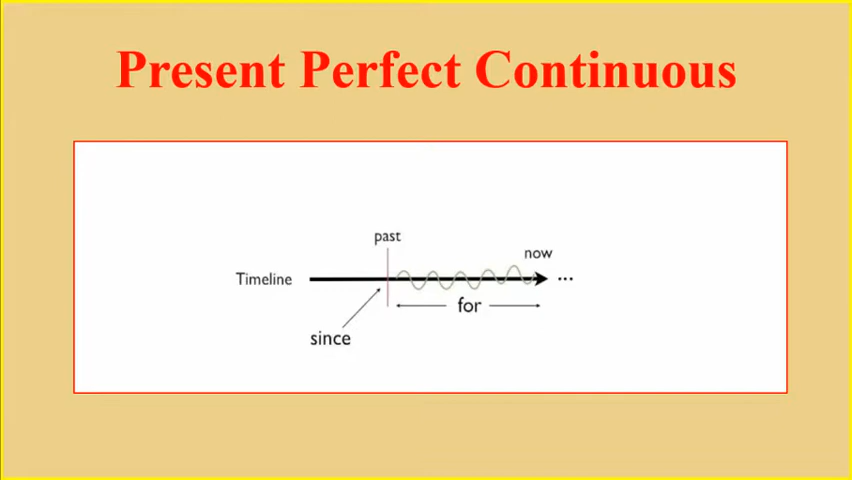 Present Perfect Continuous
past
now
Timeline ...
for
since